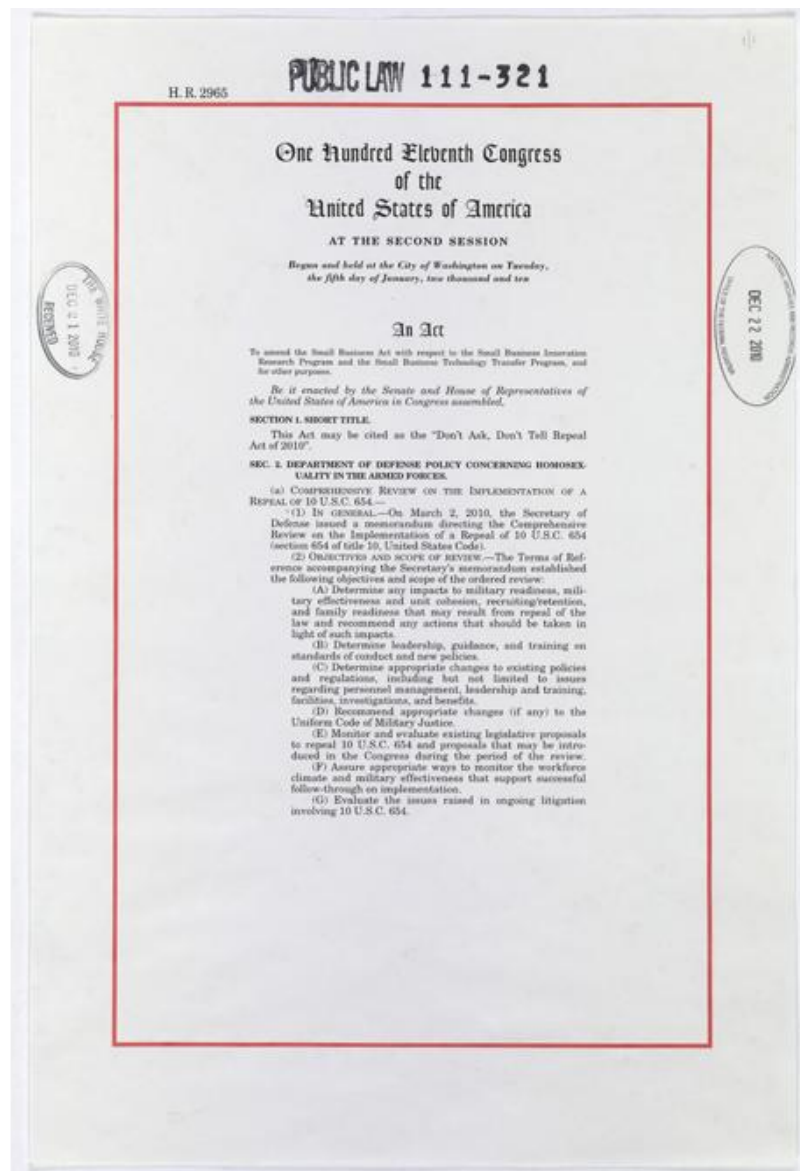 PUBLIC LAW 111-321
H. R. 2965
One Hundred Eleventh Congress
of the
United States of America
AT THE SECOND SESSION
Begun and held at the City of Washington on Tuesday,
the fifth day of January, two thousand and ten
An Act
To amend the Small Business Act with respect to the Small Business Innovation
Research Program and the Small Business Technology Transfer Program, and
for other purposes.
Be it enacted by the Senate and House of Representatives of
the United States of America in Congress assembled,
SECTION 1. SHORT TITLE.
This Act may be cited as the "Don't Ask, Don't Tell Repeal
Act of 2010".
SEC. 2. DEPARTMENT OF DEFENSE POLICY CONCERNING HOMOSEX-
UALITY IN THE ARMED FORCES.
(a) COMPREHENSIVE REVIEW ON THE IMPLEMENTATION OF A
REPEAL OF 10 U.S.C. 654.—
(1) IN GENERAL.—On March 2, 2010, the Secretary of
Defense issued a memorandum directing the Comprehensive
Review on the Implementation of a Repeal of 10 U.S.C. 654
(section 654 of title 10, United States Code).
(2) OBJECTIVES AND SCOPE OF REVIEW.—The Terms of Ref-
erence accompanying the Secretary's memorandum established
the following objectives and scope of the ordered review:
(A) Determine any impacts to military readiness, mili-
tary effectiveness and unit cohesion, recruiting/retention,
and family readiness that may result from repeal of the
law and recommend any actions that should be taken in
light of such impacts.
(B) Determine leadership, guidance, and training on
standards of conduct and new policies.
(C) Determine appropriate changes to existing policies
and regulations, including but not limited to issues
regarding personnel management, leadership and training,
facilities, investigations, and benefits.
(D) Recommend appropriate changes (if any) to the
Uniform Code of Military Justice.
(E) Monitor and evaluate existing legislative proposals
to repeal 10 U.S.C. 654 and proposals that may be intro-
duced in the Congress during the period of the review.
(F) Assure appropriate ways to monitor the workforce
climate and military effectiveness that support successful
follow-through on implementation.
(G) Evaluate the issues raised in ongoing litigation
involving 10 U.S.C. 654.
THE WHITE HOUSE
DEC 21 2010
RECEIVED
DEC 22 2010